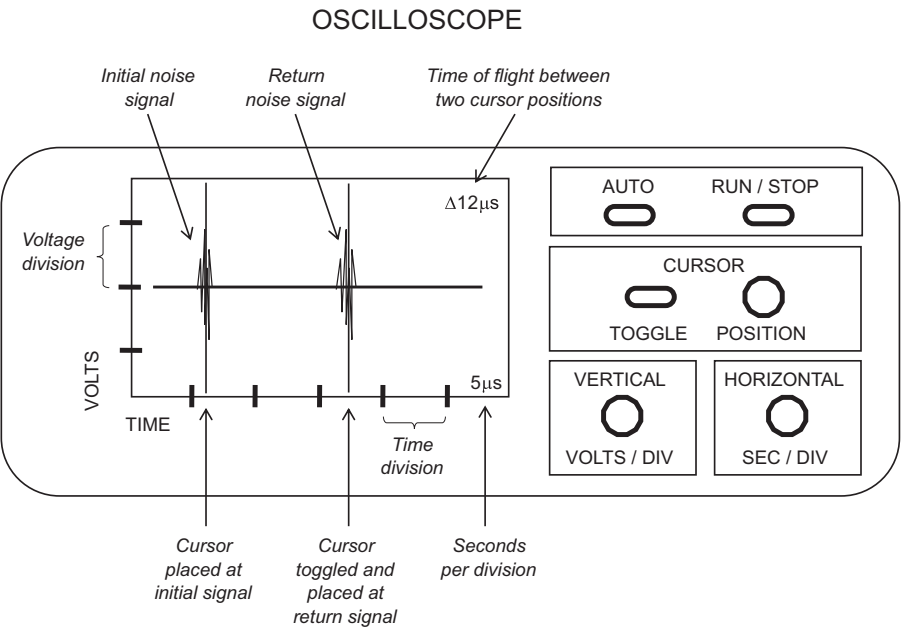 OSCILLOSCOPE
Initial noise
signal
Return
noise signal
Time of flight between
two cursor positions
Δ12μs
Voltage
division
VOLTS
TIME
5μs
Time
division
AUTO
RUN / STOP
CURSOR
TOGGLE
POSITION
VERTICAL
VOLTS / DIV
HORIZONTAL
SEC / DIV
Cursor
placed at
initial signal
Cursor
toggled and
placed at
return signal
Seconds
per division